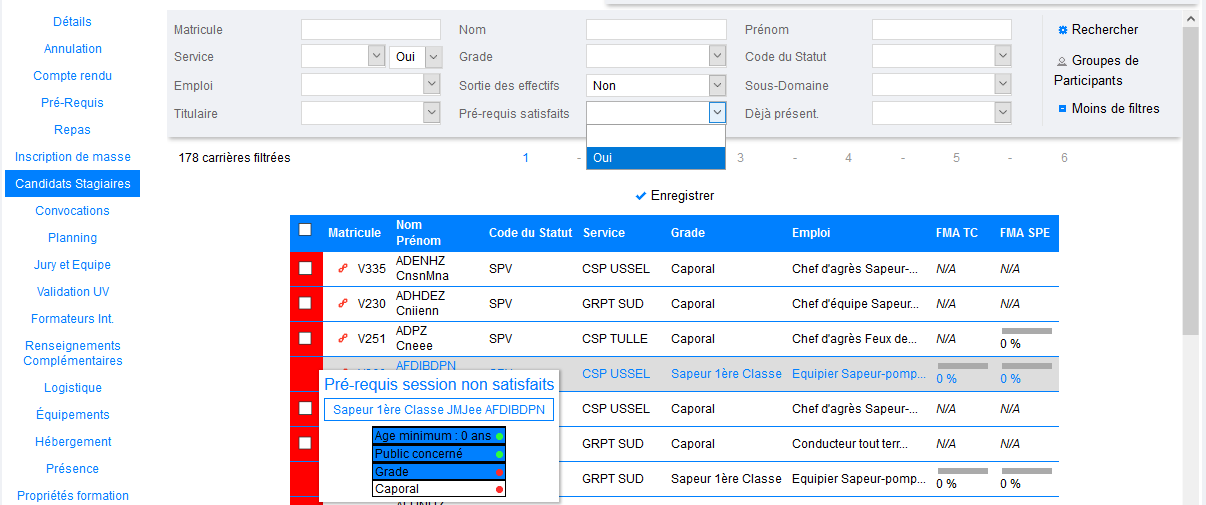 Détails
Annulation
Compte rendu
Pré-Requis
Repas
Inscription de masse
Candidats Stagiaires
Convocations
Planning
Jury et Equipe
Validation UV
Formateurs Int.
Renseignements
Complémentaires
Logistique
Équipements
Hébergement
Présence
Propriétés formation
Matricule Nom Prénom
Service Oui Grade Code du Statut
Emploi Sortie des effectifs Non Sous-Domaine
Titulaire Pré-requis satisfaits Dèjà présent.
Oui
Rechercher
Groupes de
Participants
Moins de filtres
178 carrières filtrées 1 - 3 - 4 - 5 - 6
Enregistrer
Matricule Nom Prénom Code du Statut Service Grade Emploi FMA TC FMA SPE
V335 ADENHZ CnsnMna SPV CSP USSEL Caporal Chef d'agrès Sapeur-... N/A N/A
V230 ADHDEZ Cniienn SPV GRPT SUD Caporal Chef d'équipe Sapeur... N/A N/A
V251 ADPZ Cneee SPV CSP TULLE Caporal Chef d'agrès Feux de... N/A 0 %
AFDIBDPN CSP USSEL Sapeur 1ère Classe Equipier Sapeur-pomp... 0 % 0 %
CSP USSEL Caporal Chef d'agrès Sapeur-... N/A N/A
GRPT SUD Caporal Conducteur tout terr... N/A N/A
GRPT SUD Sapeur 1ère Classe Equipier Sapeur-pomp... 0 % 0 %
Pré-requis session non satisfaits
Sapeur 1ère Classe JMJee AFDIBDPN
Age minimum : 0 ans
Public concerné
Grade
Caporal